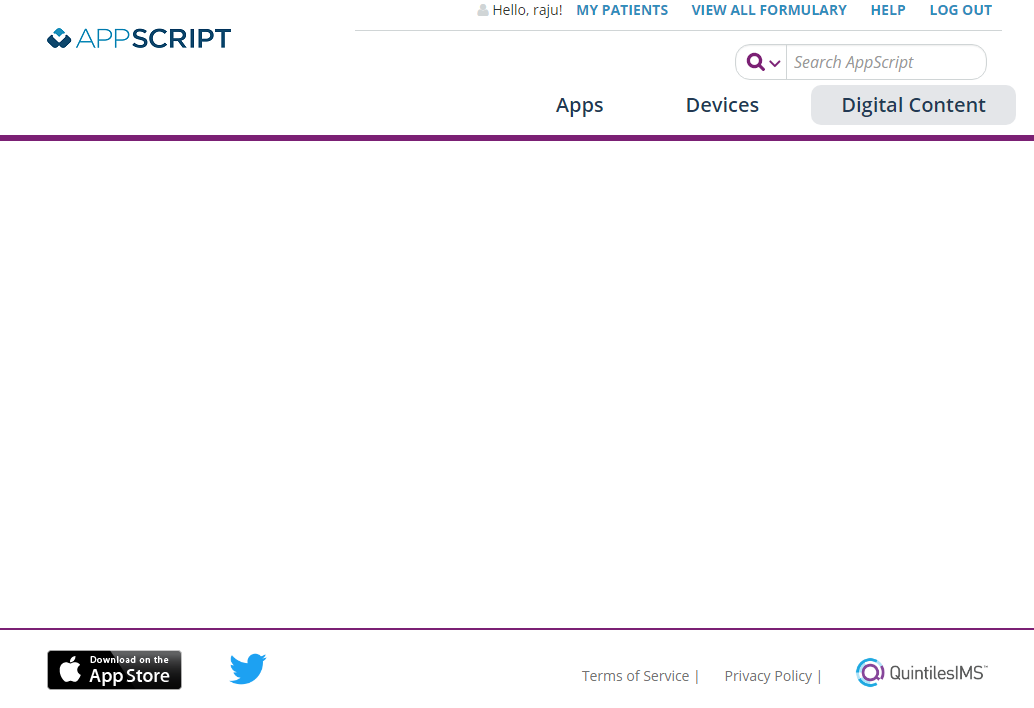 Hello, raju! MY PATIENTS VIEW ALL FORMULARY HELP LOG OUT
APPSCRIPT
Search AppScript
Apps Devices Digital Content
Download on the
App Store
Terms of Service | Privacy Policy | QuintilesIMS™